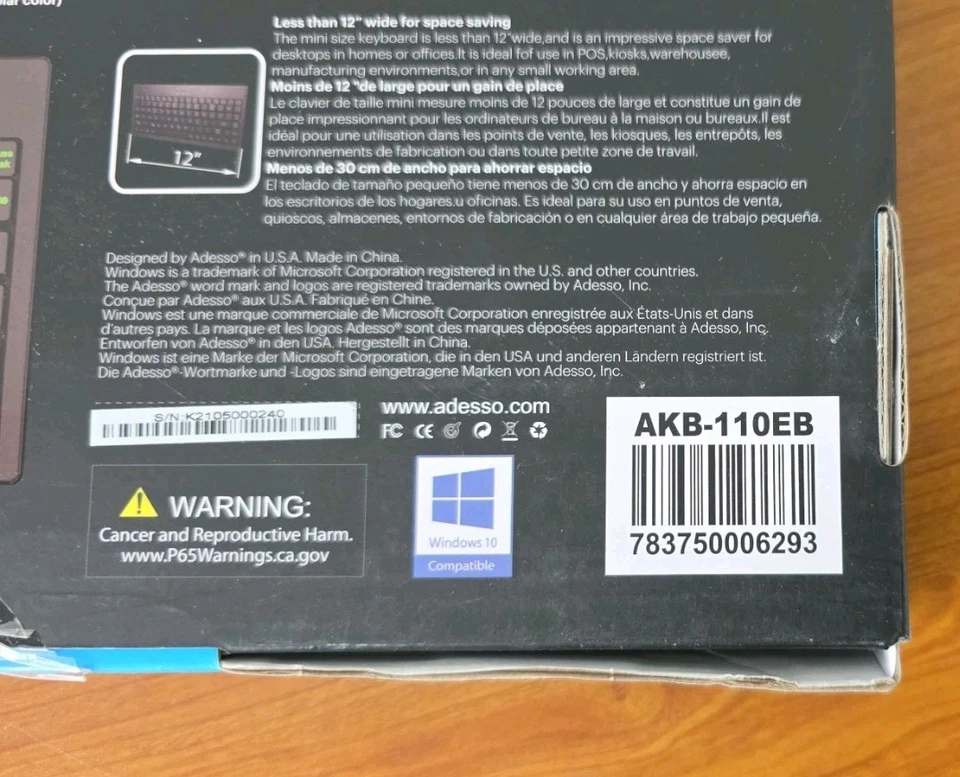 Less than 12" wide for space saving
The mini size keyboard is less than 12"wide,and is an impressive space saver for
desktops in homes or offices.It is ideal fof use in POS,kiosks,warehousee,
manufacturing environments,or in any small working area.
Moins de 12 "de large pour un gain de place
Le clavier de taille mini mesure moins de 12 pouces de large et constitue un gain de
place impressionnant pour les ordinateurs de bureau à la maison ou bureaux.Il est
idéal pour une utilisation dans les points de vente, les kiosques, les entrepôts, les
environnements de fabrication ou dans toute petite zone de travail.
Menos de 30 cm de ancho para ahorrar espacio
El teclado de tamaño pequeño tiene menos de 30 cm de ancho y ahorra espacio en
los escritorios de los hogares.u oficinas. Es ideal para su uso en puntos de venta,
quioscos, almacenes, entornos de fabricación o en cualquier área de trabajo pequeña.
12"
Designed by Adesso® in U.S.A. Made in China.
Windows is a trademark of Microsoft Corporation registered in the U.S. and other countries.
The Adesso® word mark and logos are registered trademarks owned by Adesso, Inc.
Conçue par Adesso® aux U.S.A. Fabriqué en Chine.
Windows est une marque commerciale de Microsoft Corporation enregistrée aux États-Unis et dans
d'autres pays. La marque et les logos Adesso® sont des marques déposées appartenant à Adesso, Inc.
Entworfen von Adesso® in den USA. Hergestellt in China.
Windows ist eine Marke der Microsoft Corporation, die in den USA und anderen Ländern registriert ist.
Die Adesso®-Wortmarke und -Logos sind eingetragene Marken von Adesso, Inc.
S/N:K2105000240
www.adesso.com
FC CE
WARNING:
Cancer and Reproductive Harm.
www.P65Warnings.ca.gov
Windows 10
Compatible
AKB-110EB
783750006293